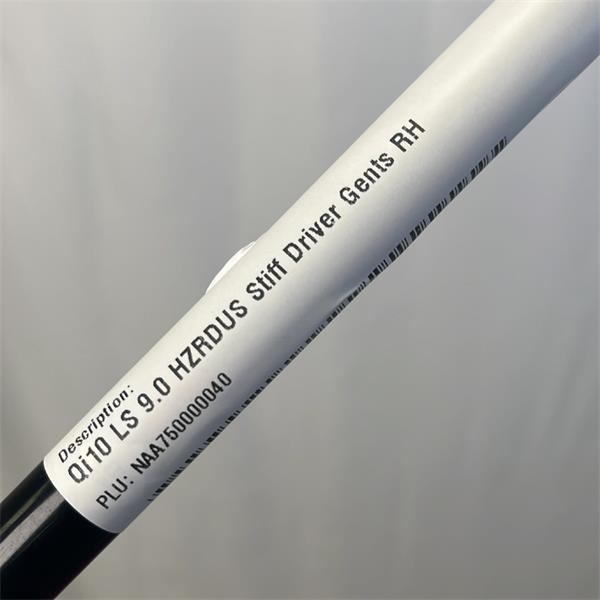 Description:
Qi10 LS 9.0 HZRDUS Stiff Driver Gents RH
PLU: NAA750000040